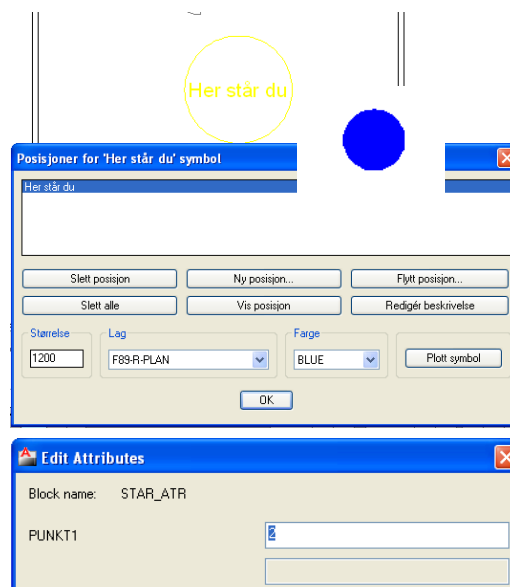 Her står du
Posisjoner for 'Her står du' symbol
Her står du
Slett posisjon Ny posisjon... Flytt posisjon...
Slett alle Vis posisjon Redigér beskrivelse
Størrelse Lag Farge
1200 F89-R-PLAN BLUE Plott symbol
OK
Edit Attributes
Block name: STAR_ATR
PUNKT1 2